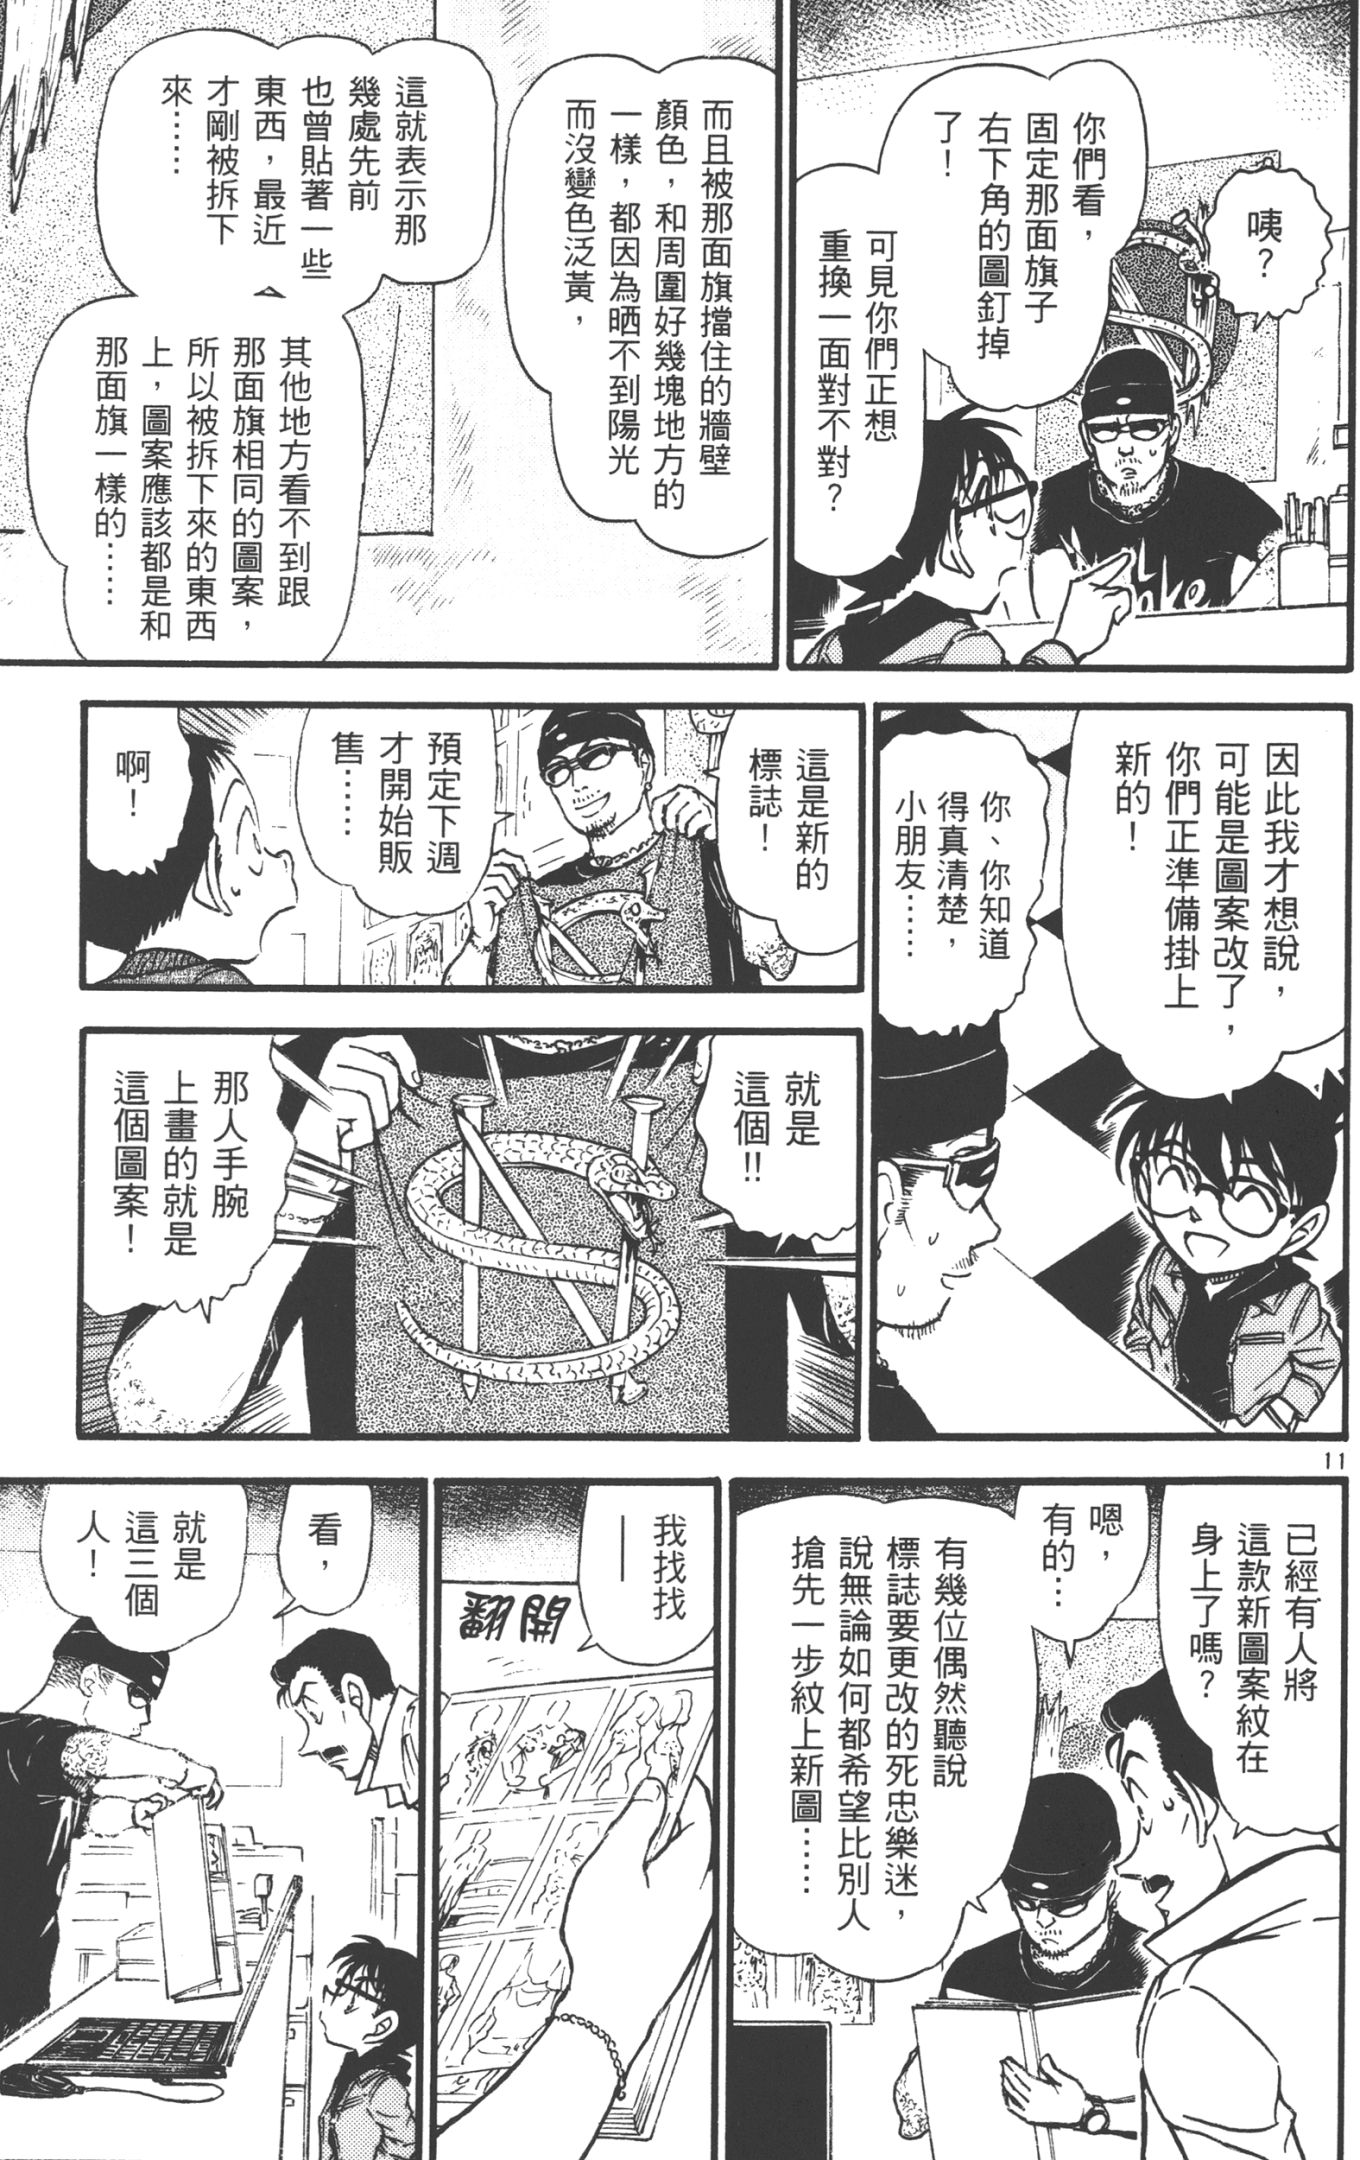 咦？
你們看，
固定那面旗子
右下角的圖釘掉
了！
可見你們正想
重換一面對不對？
而且被那面旗擋住的牆壁
顏色，和周圍好幾塊地方的
一樣，都因為晒不到陽光
而沒變色泛黃，
這就表示那
幾處先前
也曾貼著一些
東西，最近
才剛被拆下
來⋯⋯
其他地方看不到跟
那面旗相同的圖案，
所以被拆下來的東西
上，圖案應該都是和
那面旗一樣的⋯⋯
因此我才想說，
可能是圖案改了，
你們正準備掛上
新的！
你、你知道
得真清楚，
小朋友⋯⋯
這是新的
標誌！
預定下週
才開始販
售⋯⋯
啊！
就是
這個!!
那人手腕
上畫的就是
這個圖案！
11
已經有人將
這款新圖案紋在
身上了嗎？
嗯，
有的⋯
有幾位偶然聽說
標誌要更改的死忠樂迷，
說無論如何都希望比別人
搶先一步紋上新圖⋯⋯
我找找
——
翻開
看，
就是
這三個
人！